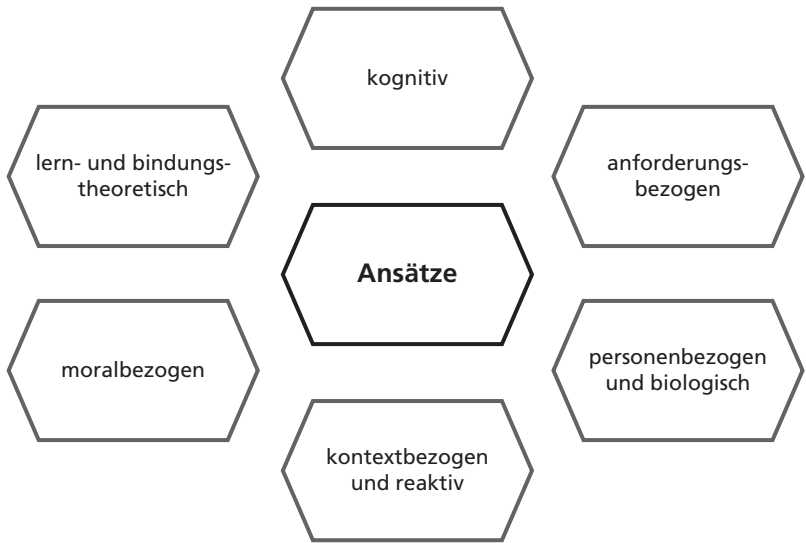 kognitiv
lern- und bindungs-
theoretisch
anforderungs-
bezogen
Ansätze
moralbezogen
personenbezogen
und biologisch
kontextbezogen
und reaktiv